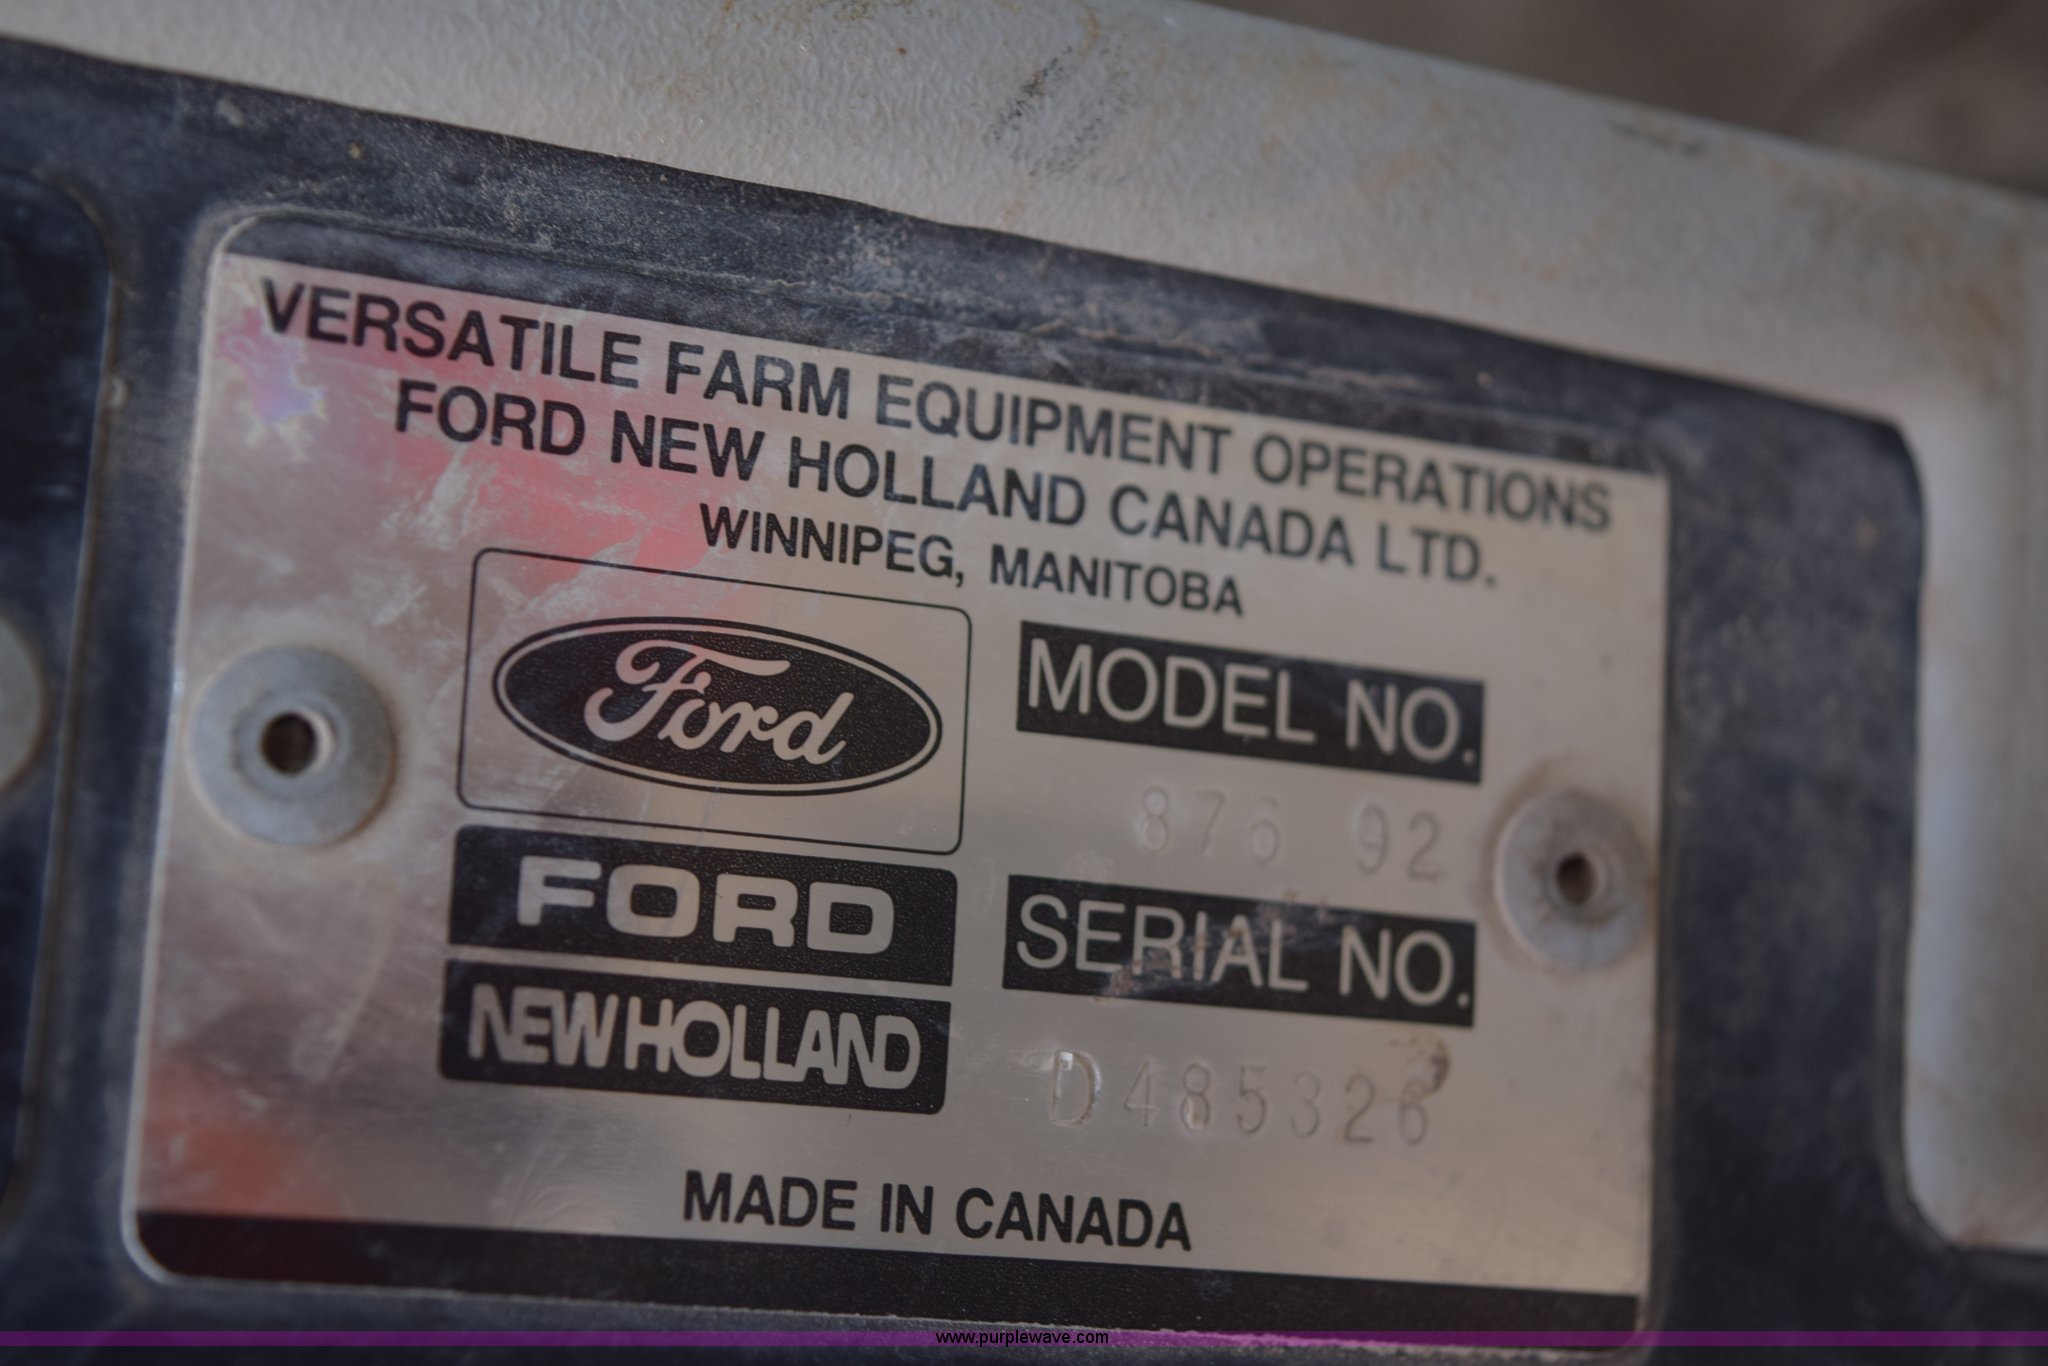 VERSATILE FARM EQUIPMENT OPERATIONS
FORD NEW HOLLAND CANADA LTD.
WINNIPEG, MANITOBA
Ford
MODEL NO.
876 92
FORD
SERIAL NO.
NEW HOLLAND
D485326
MADE IN CANADA
www.purplewave.com